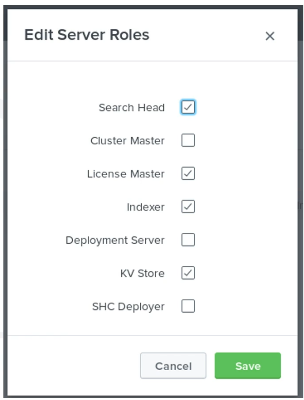 Edit Server Roles
Search Head
Cluster Master
License Master
Indexer
Deployment Server
KV Store
SHC Deployer
Cancel Save